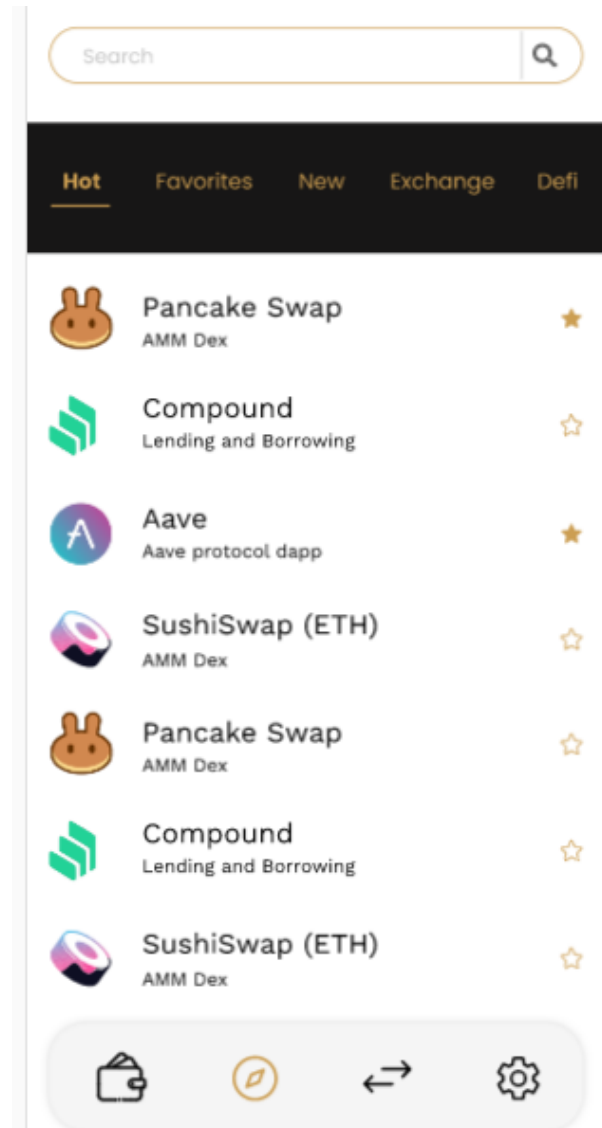 Search
Hot Favorites New Exchange Defi
Pancake Swap
AMM Dex
Compound
Lending and Borrowing
Aave
Aave protocol dapp
SushiSwap (ETH)
AMM Dex
Pancake Swap
AMM Dex
Compound
Lending and Borrowing
SushiSwap (ETH)
AMM Dex